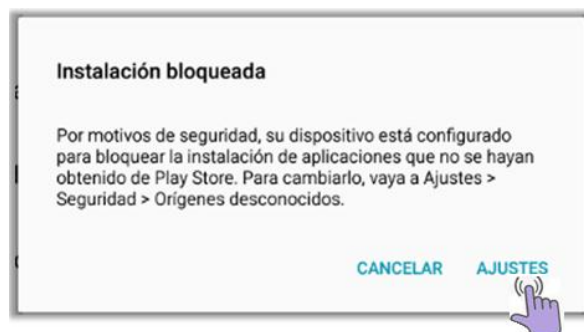 Instalación bloqueada
Por motivos de seguridad, su dispositivo está configurado
para bloquear la instalación de aplicaciones que no se hayan
obtenido de Play Store. Para cambiarlo, vaya a Ajustes >
Seguridad > Orígenes desconocidos.
CANCELAR AJUSTES